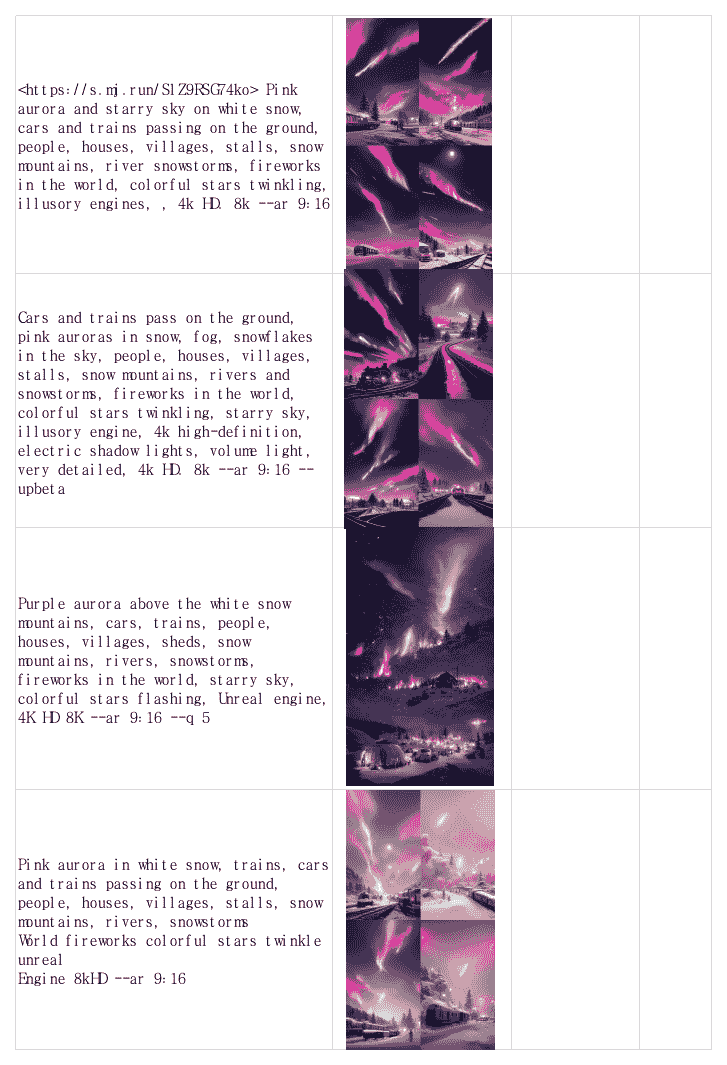 <https://s.mj.run/SlZ9RSG74ko> Pink
aurora and starry sky on white snow,
cars and trains passing on the ground,
people, houses, villages, stalls, snow
mountains, river snowstorms, fireworks
in the world, colorful stars twinkling,
illusory engines, , 4k HD. 8k --ar 9:16
Cars and trains pass on the ground,
pink auroras in snow, fog, snowflakes
in the sky, people, houses, villages,
stalls, snow mountains, rivers and
snowstorms, fireworks in the world,
colorful stars twinkling, starry sky,
illusory engine, 4k high-definition,
electric shadow lights, volume light,
very detailed, 4k HD. 8k --ar 9:16 --
upbeta
Purple aurora above the white snow
mountains, cars, trains, people,
houses, villages, sheds, snow
mountains, rivers, snowstorms,
fireworks in the world, starry sky,
colorful stars flashing, Unreal engine,
4K HD 8K --ar 9:16 --q 5
Pink aurora in white snow, trains, cars
and trains passing on the ground,
people, houses, villages, stalls, snow
mountains, rivers, snowstorms
World fireworks colorful stars twinkle
unreal
Engine 8kHD --ar 9:16